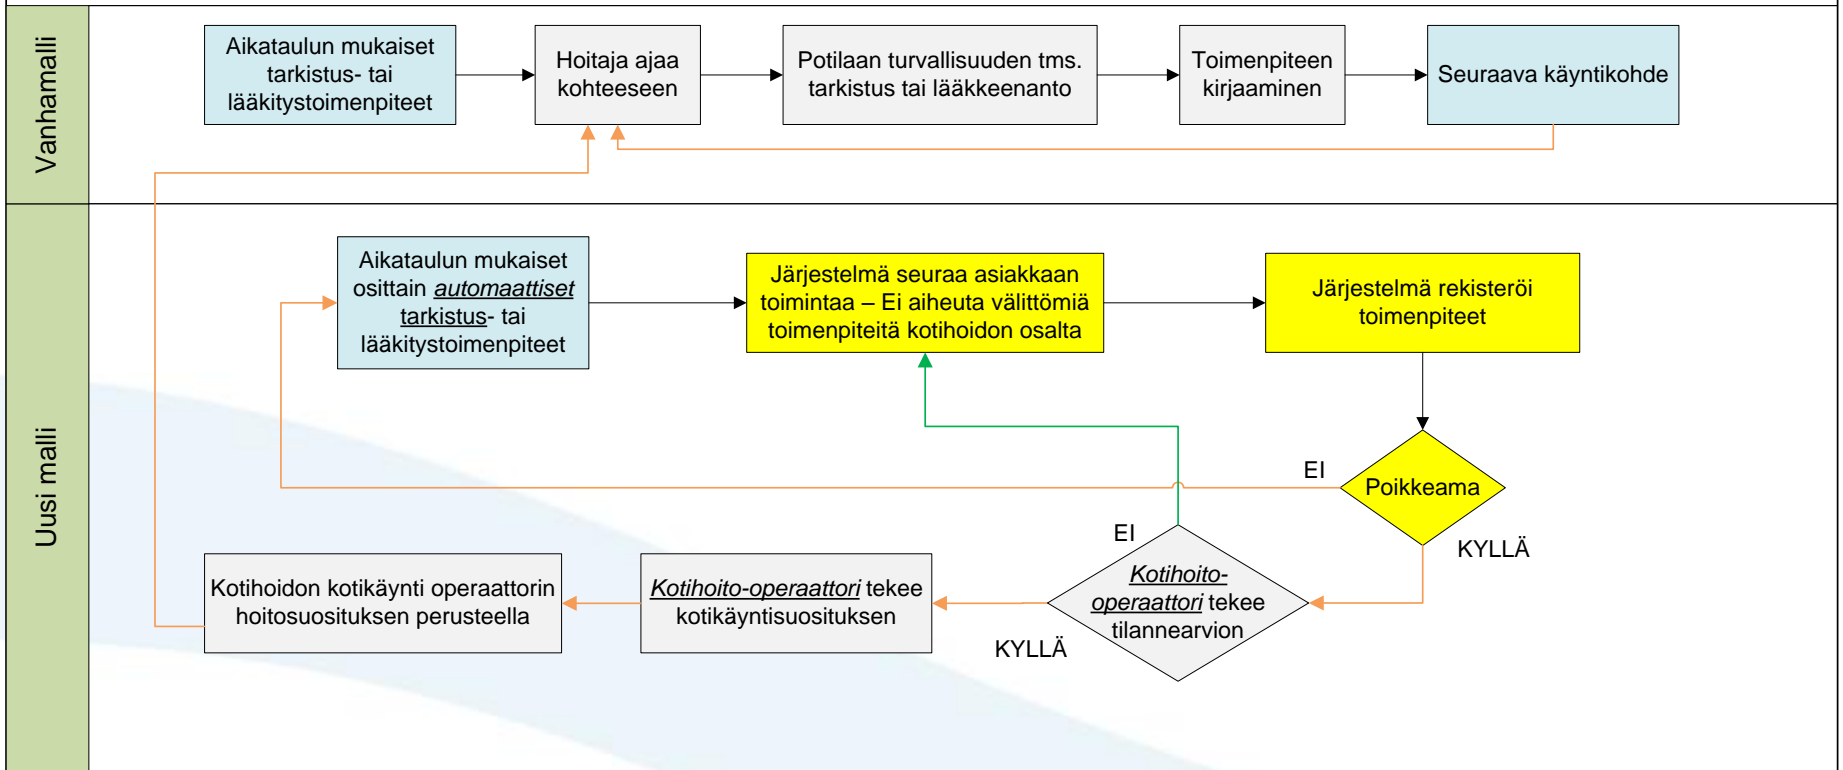 Vanhamalli
Aikataulun mukaiset
tarkistus- tai
lääkitystoimenpiteet
Hoitaja ajaa
kohteeseen
Potilaan turvallisuuden tms.
tarkistus tai lääkkeenanto
Toimenpiteen
kirjaaminen
Seuraava käyntikohde
Uusi malli
Aikataulun mukaiset
osittain automaattiset
tarkistus- tai
lääkitystoimenpiteet
Järjestelmä seuraa asiakkaan
toimintaa – Ei aiheuta välittömiä
toimenpiteitä kotihoidon osalta
Järjestelmä rekisteröi
toimenpiteet
EI
Poikkeama
KYLLÄ
EI
Kotihoito-
operaattori tekee
tilannearvion
KYLLÄ
Kotihoito-operaattori tekee
kotikäyntisuosituksen
Kotihoidon kotikäynti operaattorin
hoitosuosituksen perusteella